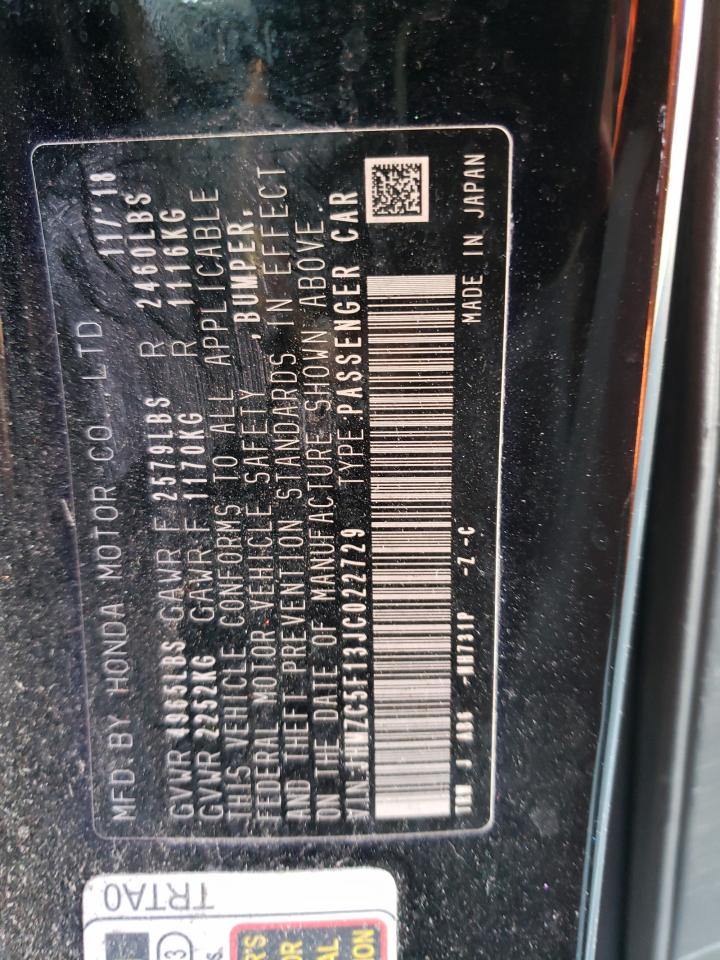 MFD. BY HONDA MOTOR CO., LTD 11/'18
GVWR 4965LBS GAWR F 2579LBS R 2460LBS
GVWR 2252KG GAWR F 1170KG R 1116KG
THIS VEHICLE CONFORMS TO ALL APPLICABLE
FEDERAL MOTOR VEHICLE SAFETY ,BUMPER,
AND THEFT PREVENTION STANDARDS IN EFFECT
ON THE DATE OF MANUFACTURE SHOWN ABOVE.
V.I.N. JHMZC5F13JC022729 TYPE:PASSENGER CAR
-NH731P -Z -C
MADE IN JAPAN
TRTA0